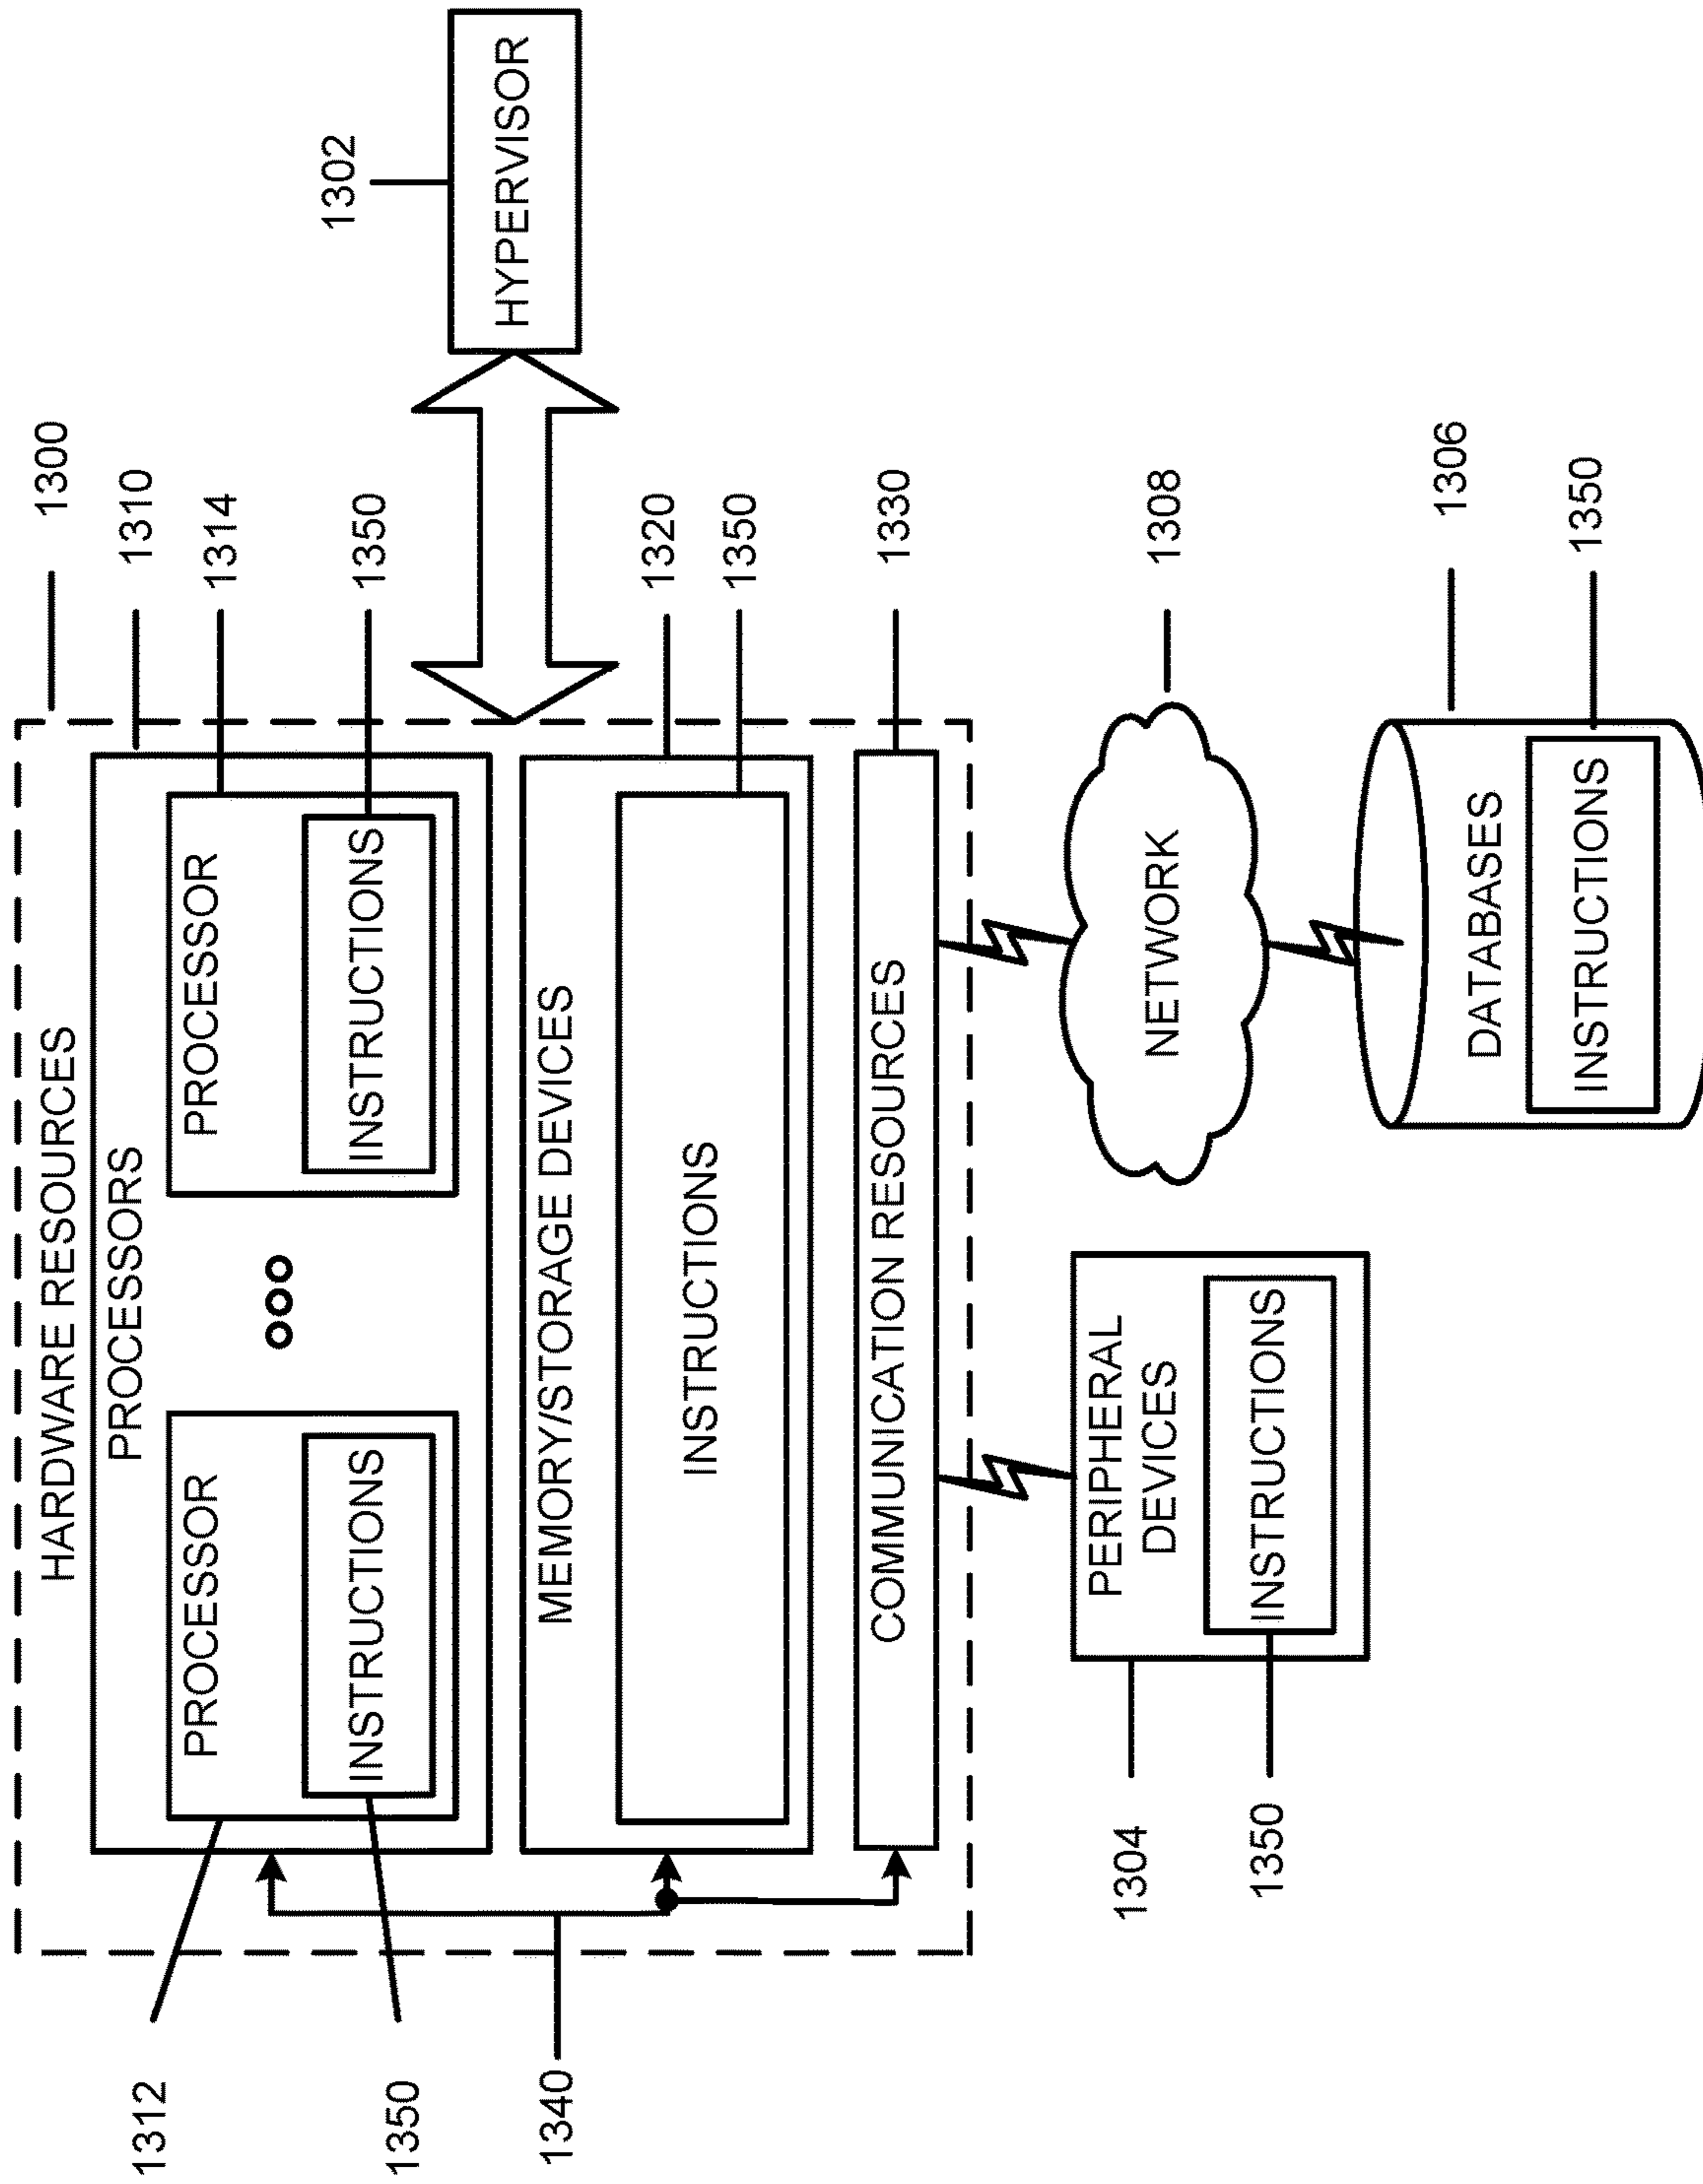 HARDWARE RESOURCES
1300
PROCESSORS
1310
PROCESSOR
PROCESSOR
1314
1312
INSTRUCTIONS
INSTRUCTIONS
1350
1350
1302
HYPERVISOR
1340
MEMORY/STORAGE DEVICES
1320
INSTRUCTIONS
1350
COMMUNICATION RESOURCES
1330
PERIPHERAL
DEVICES
1304
INSTRUCTIONS
1350
NETWORK
1308
DATABASES
1306
INSTRUCTIONS
1350